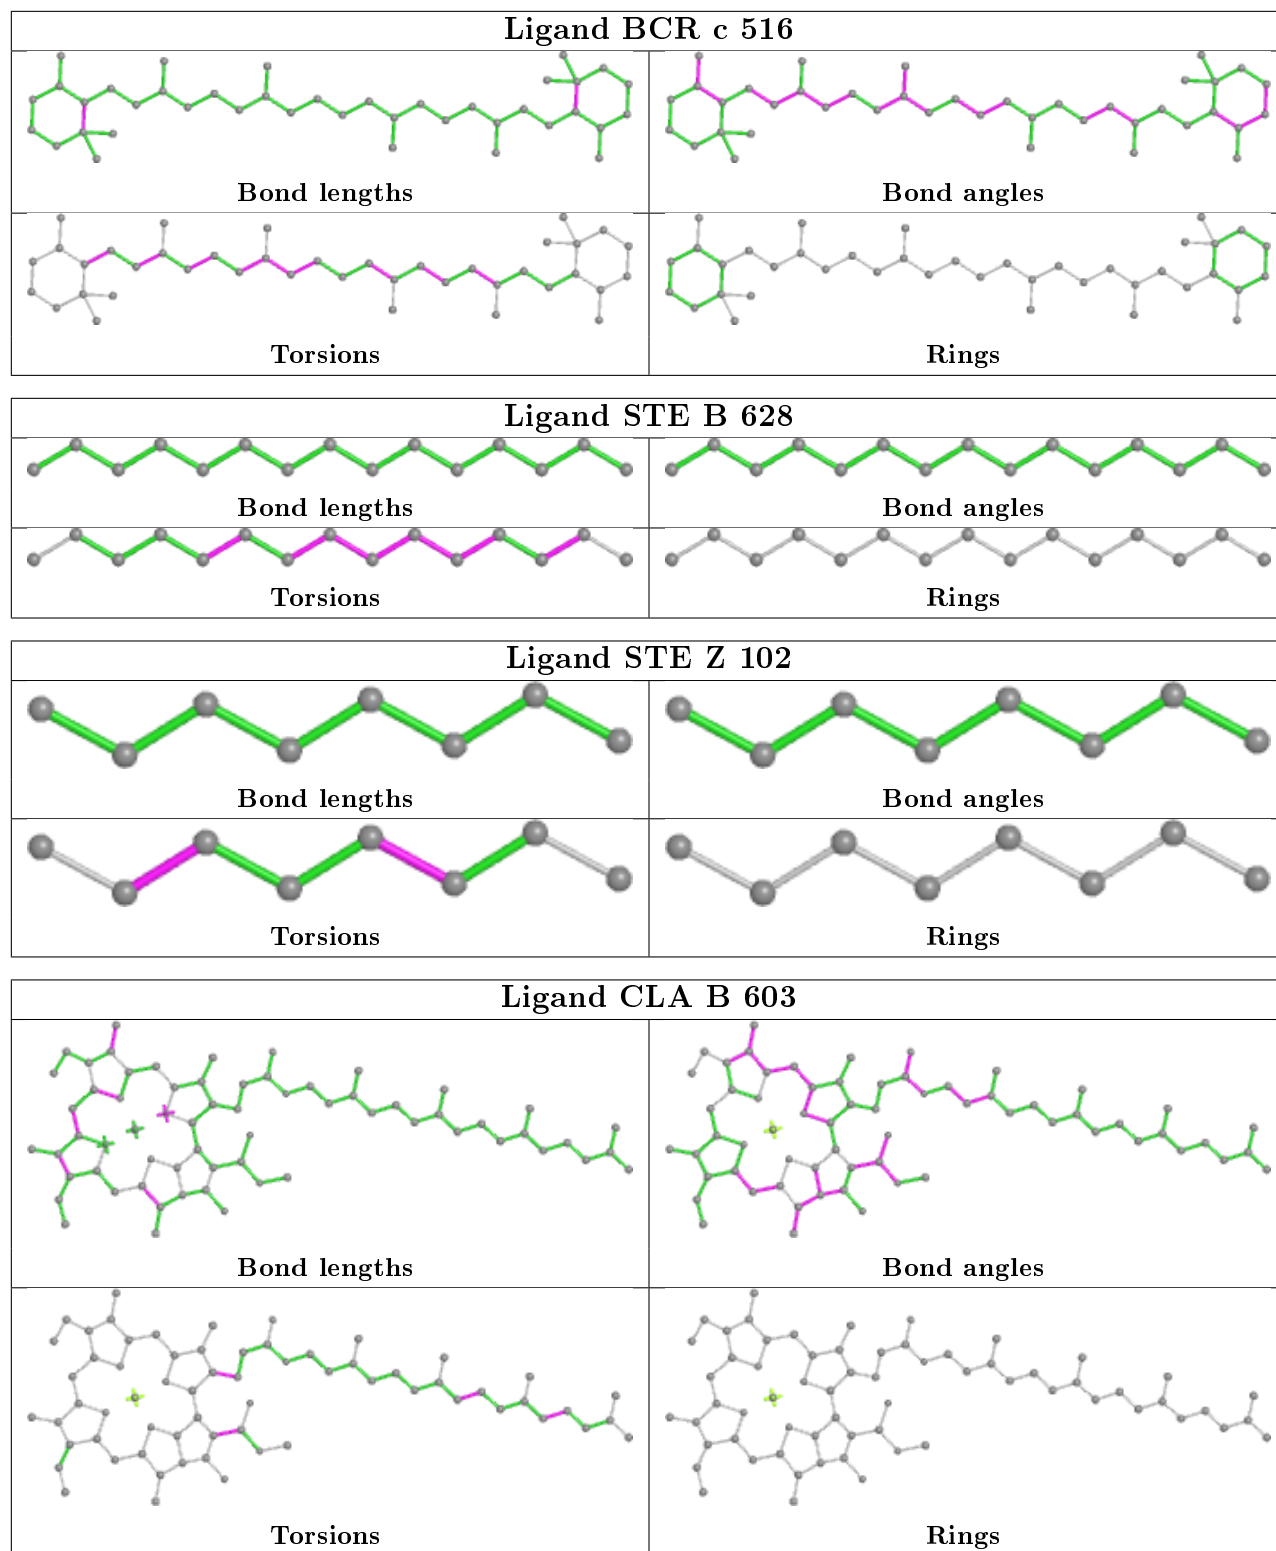 Ligand BCR c 516
Bond lengths
Bond angles
Torsions
Rings
Ligand STE B 628
Bond lengths
Bond angles
Torsions
Rings
Ligand STE Z 102
Bond lengths
Bond angles
Torsions
Rings
Ligand CLA B 603
Bond lengths
Bond angles
Torsions
Rings